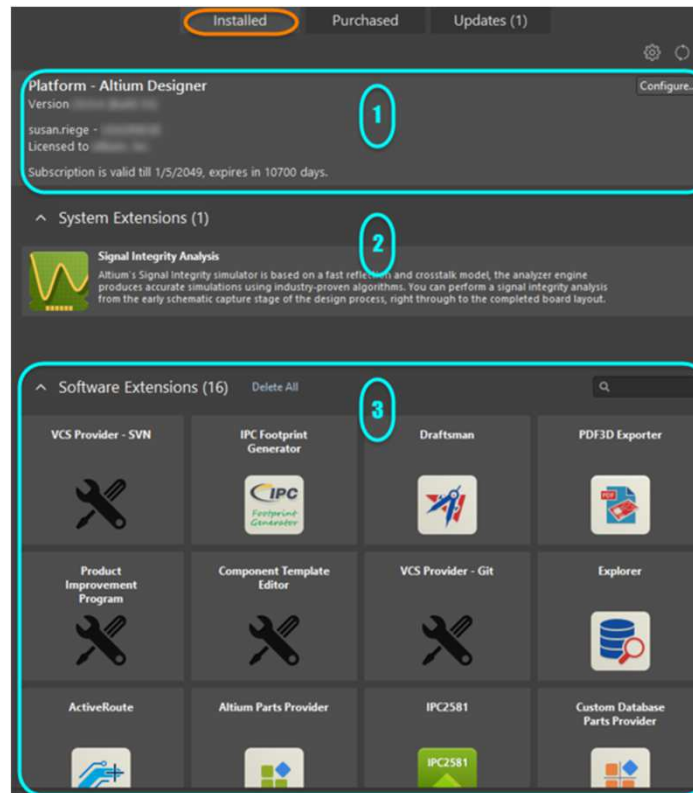 Installed
Purchased
Updates (1)
Platform - Altium Designer
Configure..
Version
1
susan.riege -
Licensed to
Subscription is valid till 1/5/2049, expires in 10700 days.
System Extensions (1)
2
Signal Integrity Analysis
Altium's Signal Integrity simulator is based on a fast reflection and crosstalk model, the analyzer engine
produces accurate simulations using industry-proven algorithms. You can perform a signal integrity analysis
from the early schematic capture stage of the design process, right through to the completed board layout.
Software Extensions (16)
Delete All
3
VCS Provider - SVN
IPC Footprint
Generator
IPC
Footprint
Generator
Draftsman
PDF3D Exporter
PDF
Product
Improvement
Program
Component Template
Editor
VCS Provider - Git
Explorer
ActiveRoute
Altium Parts Provider
IPC2581
IPC2581
Custom Database
Parts Provider